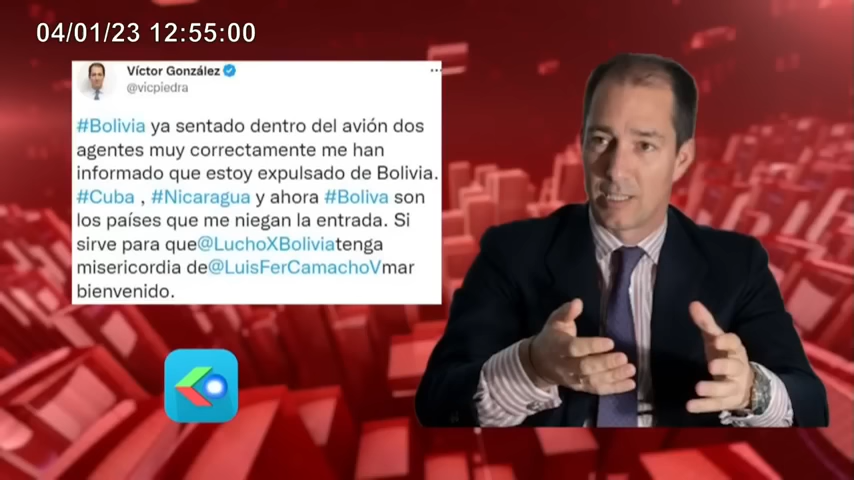 04/01/23 12:55:00
Víctor González
@vicpiedra
#Bolivia ya sentado dentro del avión dos
agentes muy correctamente me han
informado que estoy expulsado de Bolivia.
#Cuba , #Nicaragua y ahora #Boliva son
los países que me niegan la entrada. Si
sirve para que@LuchoXBoliviatenga
misericordia de@LuisFerCamachoVmar
bienvenido.